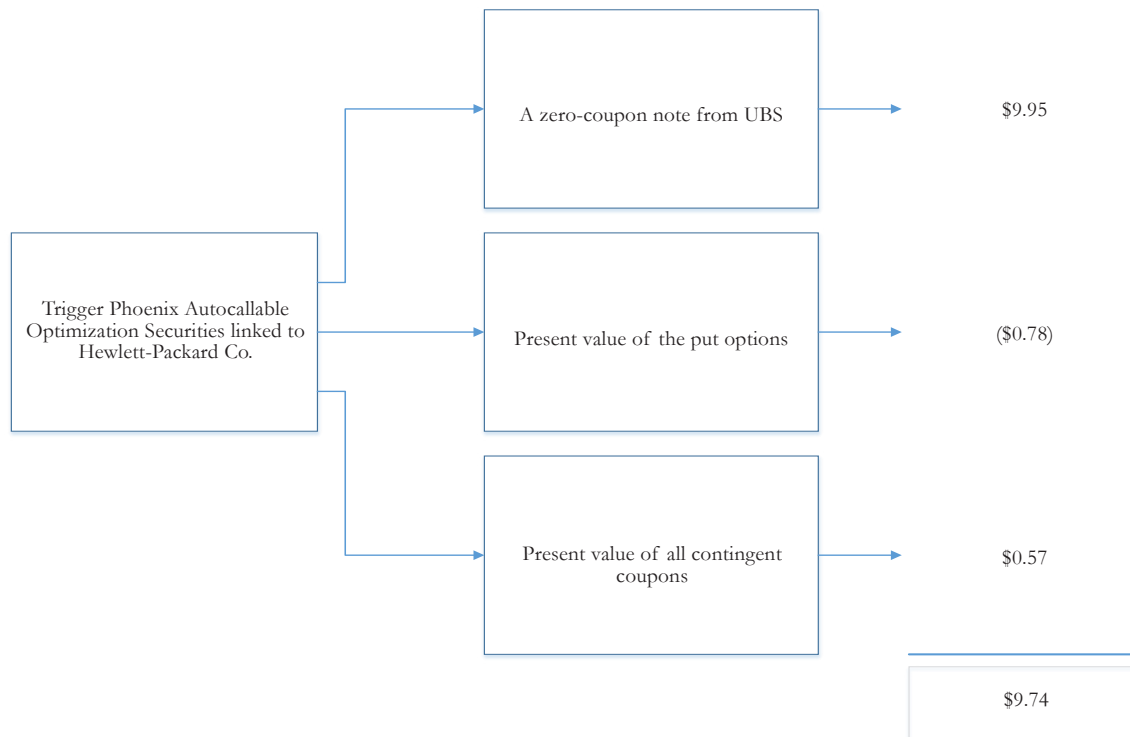 A zero-coupon note from UBS
$9.95
Trigger Phoenix Autocallable
Optimization Securities linked to
Hewlett-Packard Co.
Present value of the put options
($0.78)
Present value of all contingent
coupons
$0.57
$9.74